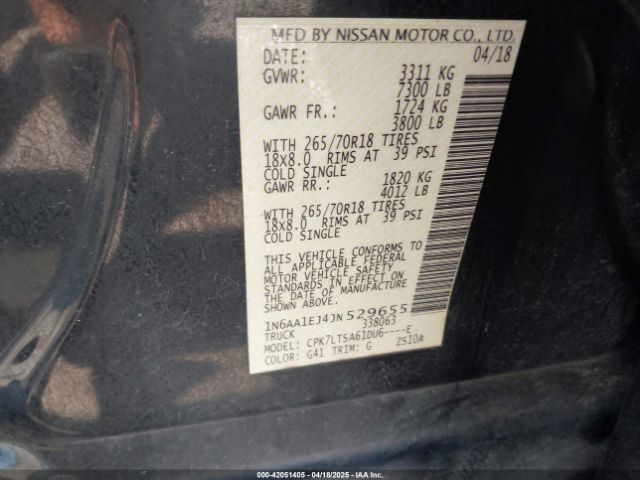 MFD BY NISSAN MOTOR CO., LTD.
DATE: 04/18
GVWR: 3311 KG
7300 LB
GAWR FR.: 1724 KG
3800 LB
WITH 265/70R18 TIRES
18X8.0 RIMS AT 39 PSI
COLD SINGLE
GAWR RR.: 1820 KG
4012 LB
WITH 265/70R18 TIRES
18X8.0 RIMS AT 39 PSI
COLD SINGLE
THIS VEHICLE CONFORMS TO
ALL APPLICABLE FEDERAL
MOTOR VEHICLE SAFETY
STANDARDS IN EFFECT ON
THE DATE OF MANUFACTURE
SHOWN ABOVE.
1N6AA1EJ4JN529655
TRUCK 338063
MODEL: CPK7LTSA61DU6----E
COLOR: G41 TRIM: G ZS10A
000-42051405 | 04/18/2025 | IAA Inc.